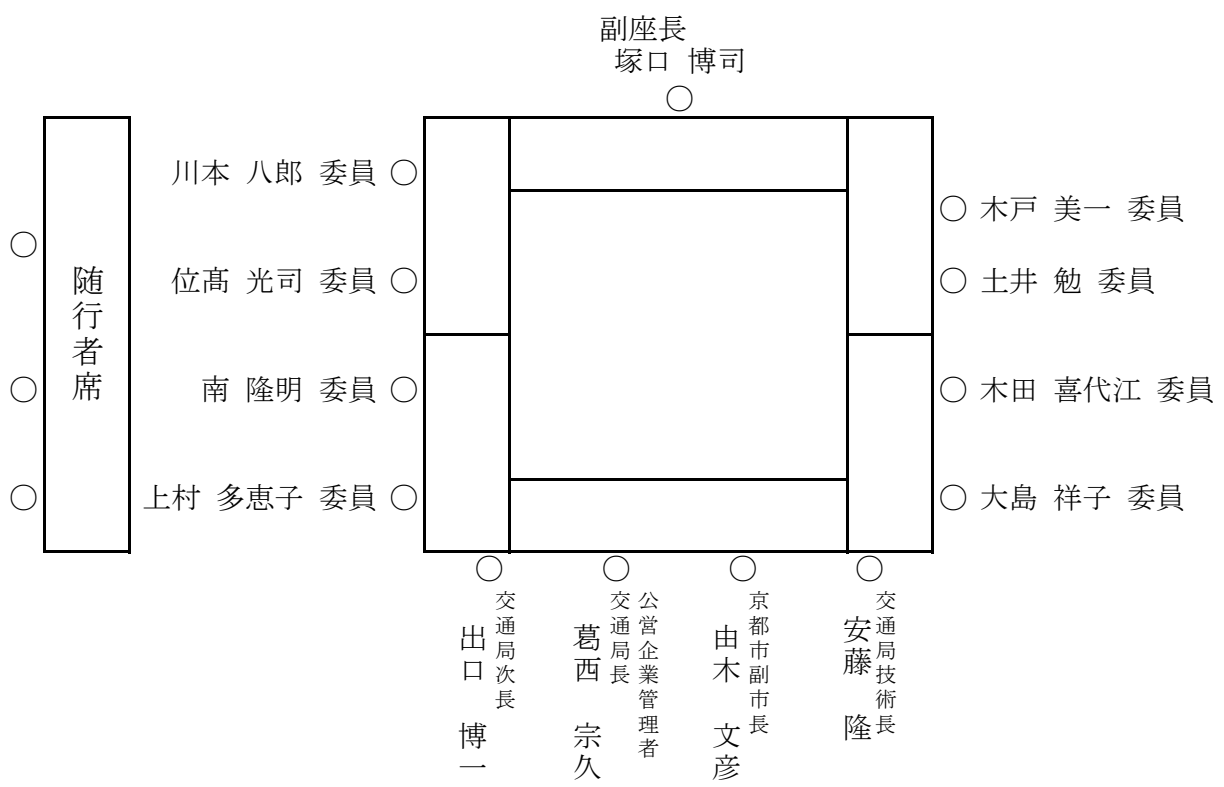 副座長
塚口 博司
川本 八郎 委員
木戸 美一 委員
位髙 光司 委員
土井 勉 委員
南 隆明 委員
木田 喜代江 委員
上村 多恵子 委員
大島 祥子 委員
随行者席
交通局次長
出口 博一
公営企業管理者
交通局長
葛西 宗久
京都市副市長
由木 文彦
交通局技術長
安藤 隆